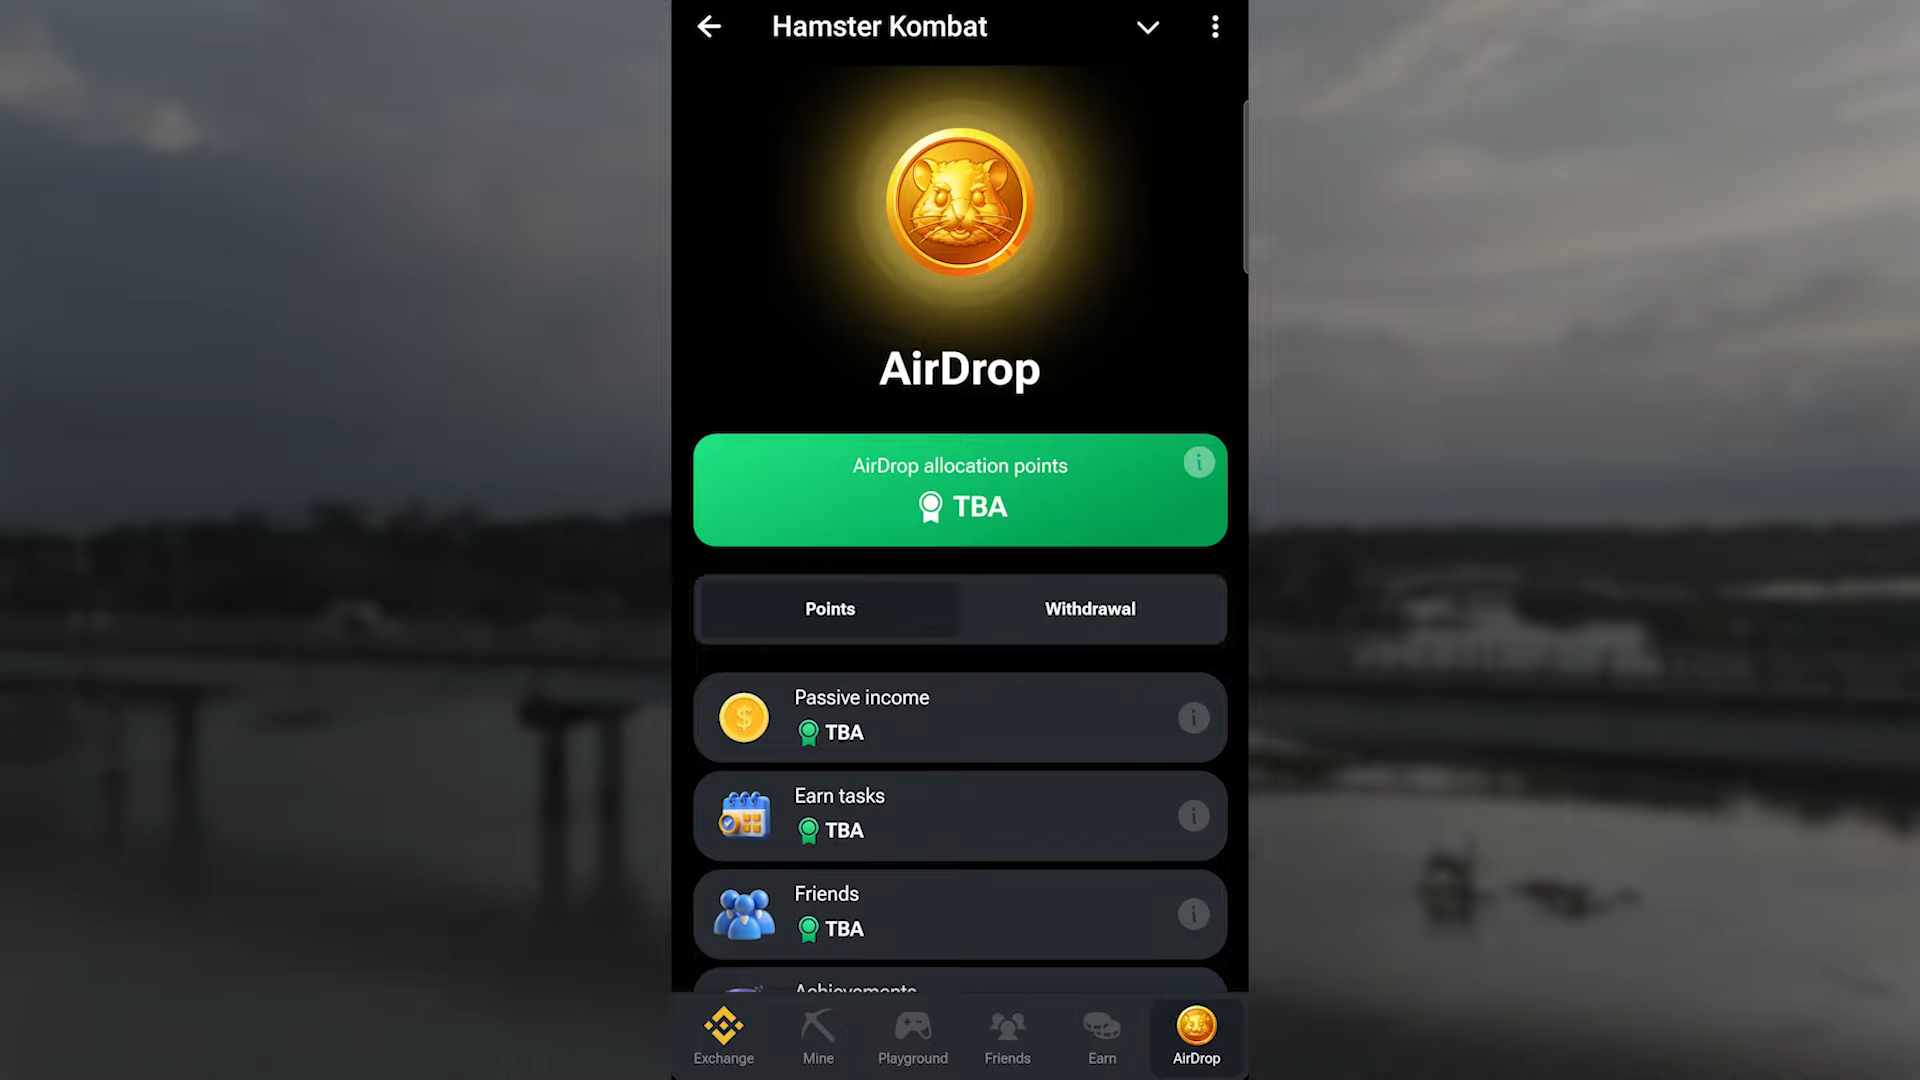 Hamster Kombat
AirDrop
AirDrop allocation points
TBA
Points
Withdrawal
Passive income
TBA
Earn tasks
TBA
Friends
TBA
Achievements
Exchange
Mine
Playground
Friends
Earn
AirDrop